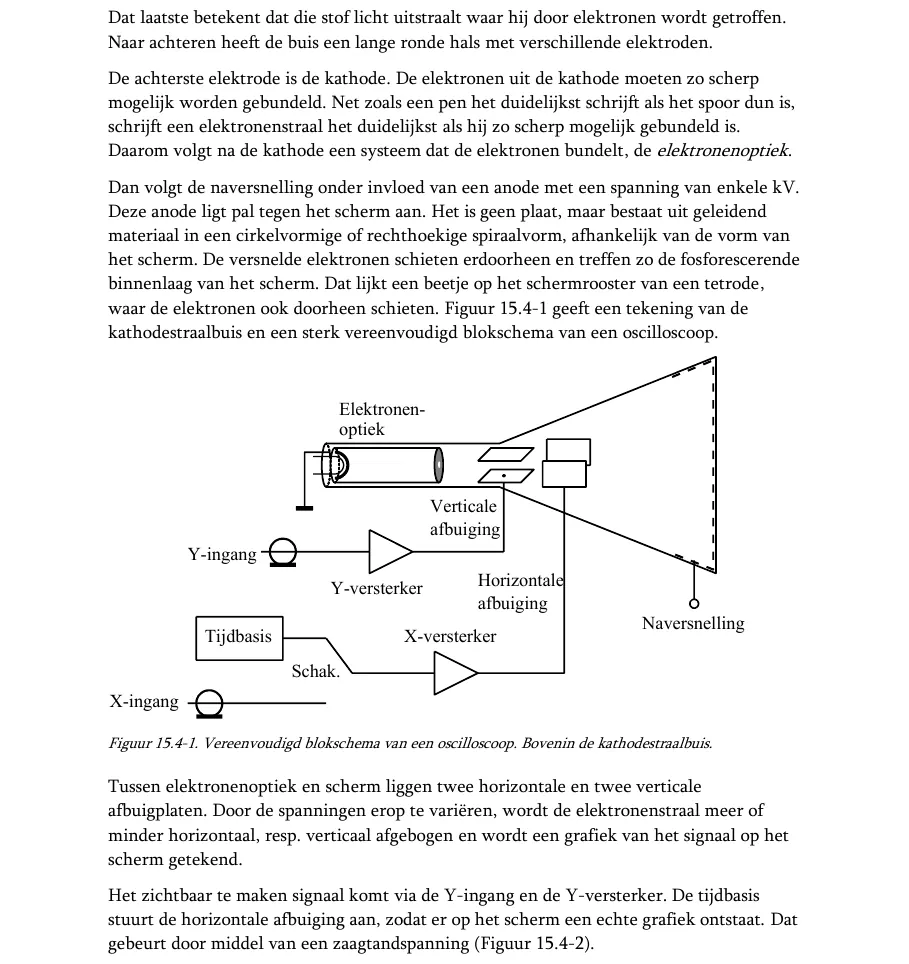 Dat laatste betekent dat die stof licht uitstraalt waar hij door elektronen wordt getroffen.
Naar achteren heeft de buis een lange ronde hals met verschillende elektroden.
De achterste elektrode is de kathode. De elektronen uit de kathode moeten zo scherp
mogelijk worden gebundeld. Net zoals een pen het duidelijkst schrijft als het spoor dun is,
schrijft een elektronenstraal het duidelijkst als hij zo scherp mogelijk gebundeld is.
Daarom volgt na de kathode een systeem dat de elektronen bundelt, de elektronenoptiek.
Dan volgt de naversnelling onder invloed van een anode met een spanning van enkele kV.
Deze anode ligt pal tegen het scherm aan. Het is geen plaat, maar bestaat uit geleidend
materiaal in een cirkelvormige of rechthoekige spiraalvorm, afhankelijk van de vorm van
het scherm. De versnelde elektronen schieten erdoorheen en treffen zo de fosforescerende
binnenlaag van het scherm. Dat lijkt een beetje op het schermrooster van een tetrode,
waar de elektronen ook doorheen schieten. Figuur 15.4-1 geeft een tekening van de
kathodestraalbuis en een sterk vereenvoudigd blokschema van een oscilloscoop.
Elektronen-
optiek
Verticale
afbuiging
Y-ingang
Y-versterker
Horizontale
afbuiging
Naversnelling
Tijdbasis
X-versterker
Schak.
X-ingang
Figuur 15.4-1. Vereenvoudigd blokschema van een oscilloscoop. Bovenin de kathodestraalbuis.
Tussen elektronenoptiek en scherm liggen twee horizontale en twee verticale
afbuigplaten. Door de spanningen erop te variëren, wordt de elektronenstraal meer of
minder horizontaal, resp. verticaal afgebogen en wordt een grafiek van het signaal op het
scherm getekend.
Het zichtbaar te maken signaal komt via de Y-ingang en de Y-versterker. De tijdbasis
stuurt de horizontale afbuiging aan, zodat er op het scherm een echte grafiek ontstaat. Dat
gebeurt door middel van een zaagtandspanning (Figuur 15.4-2).